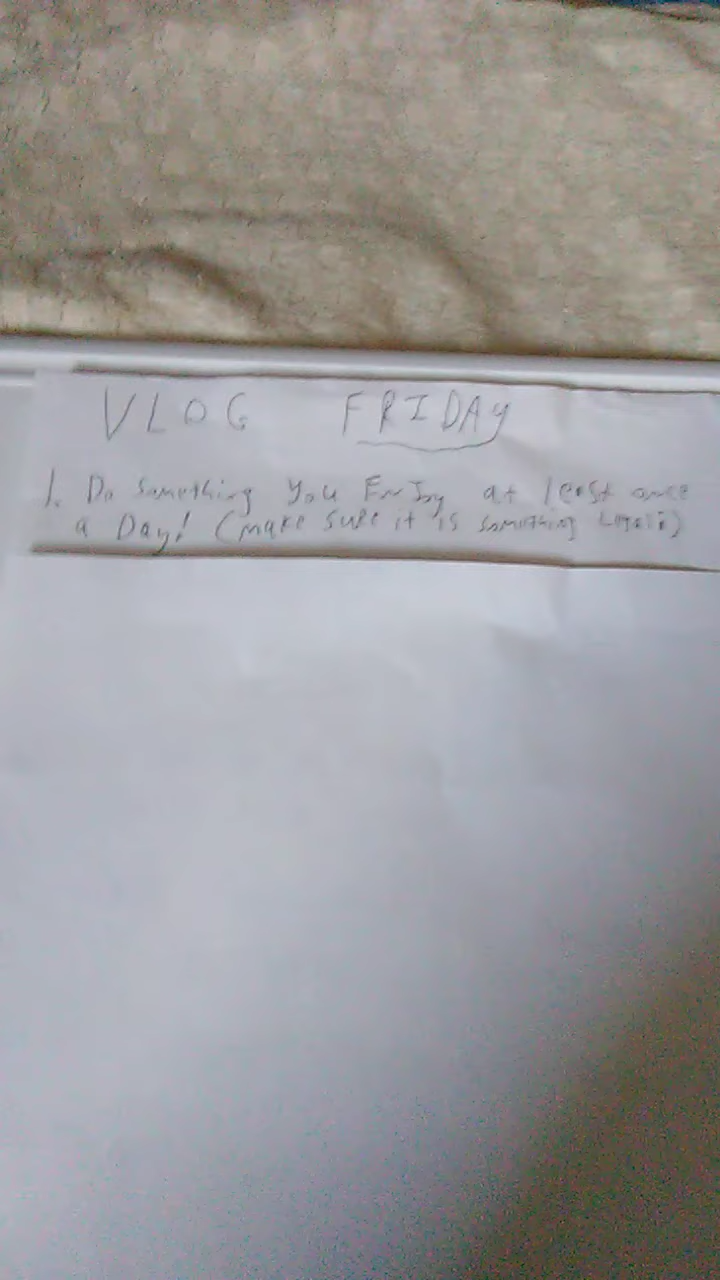 VLOG FRIDAY
1. Do something you Enjoy at least once
a Day! (make sure it is something